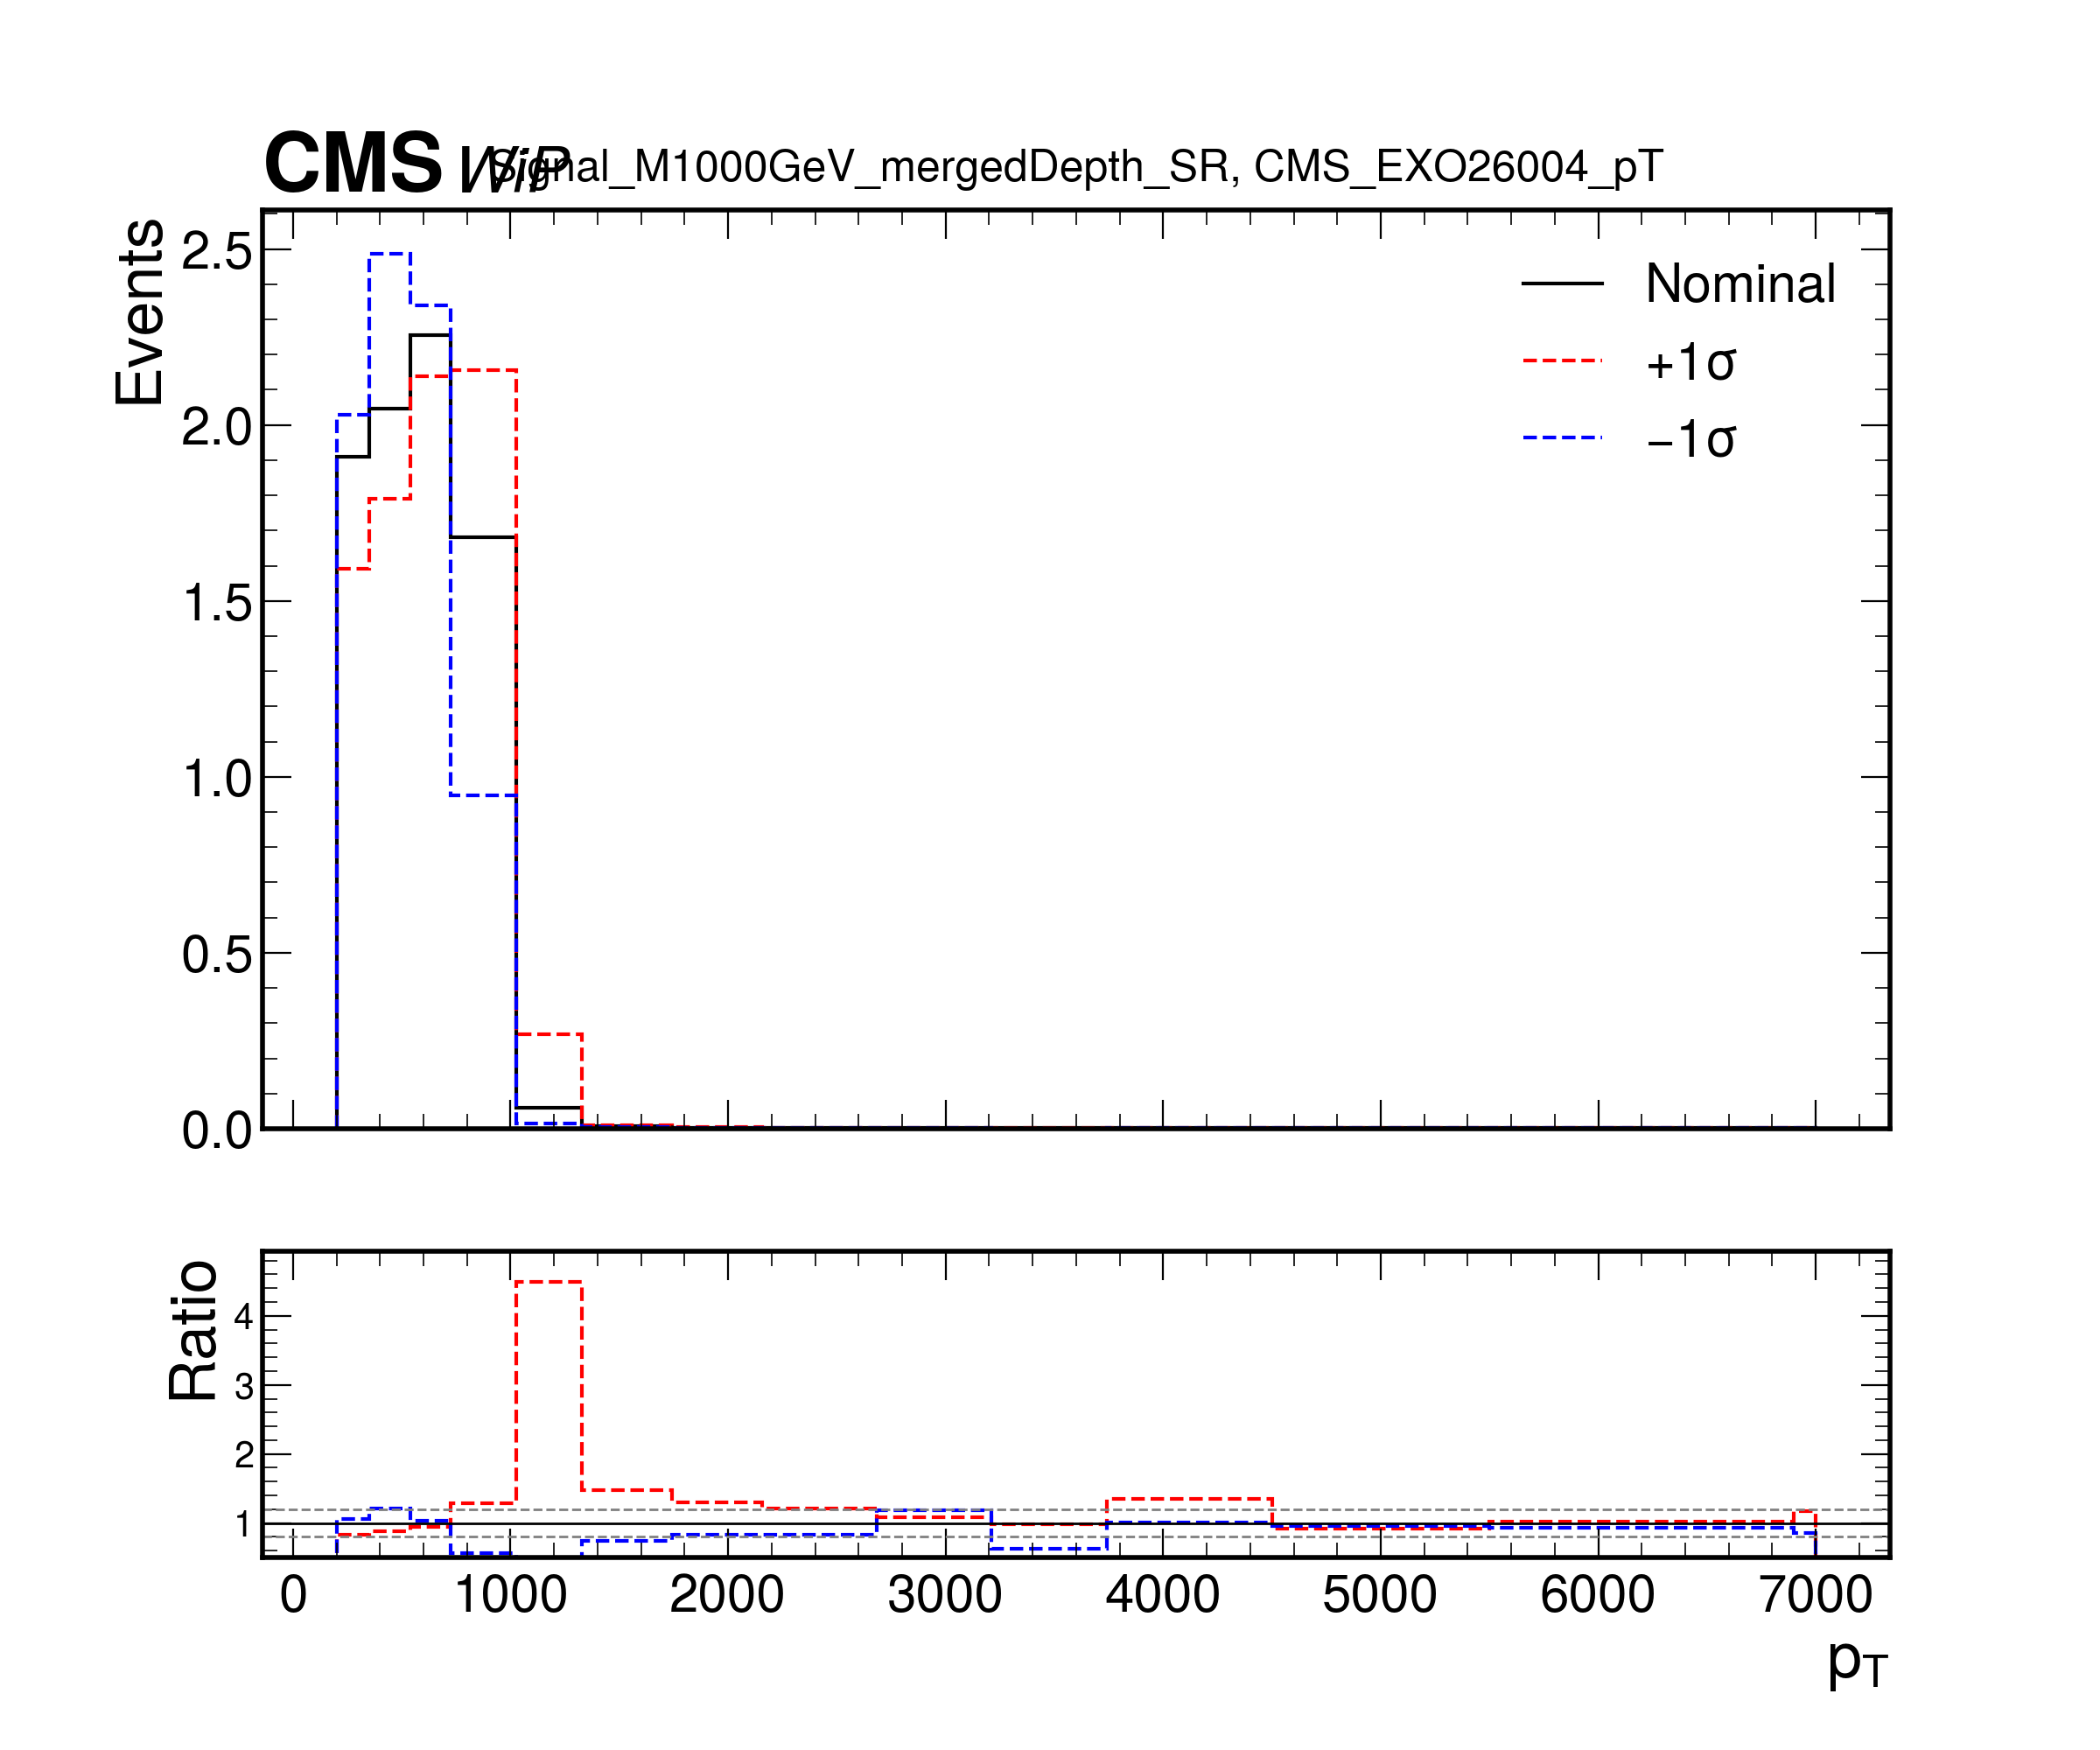 CMS WiP Signal_M1000GeV_mergedDepth_SR, CMS_EXO26004_pT
Events
2.5
2.0
1.5
1.0
0.5
0.0
Nominal
+1σ
−1σ
Ratio
4
3
2
1
0 1000 2000 3000 4000 5000 6000 7000
pT